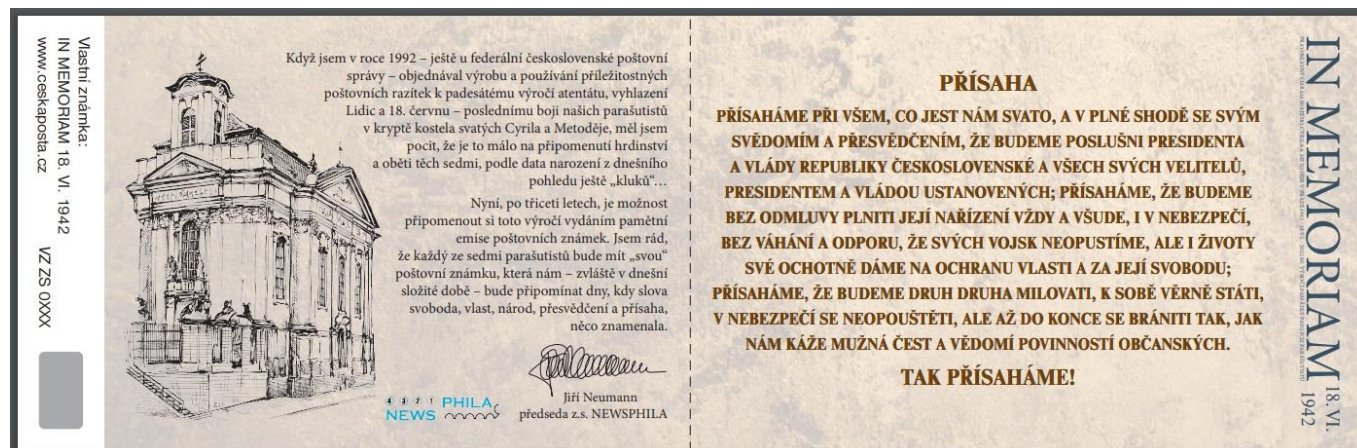 Vlastní známka:
IN MEMORIAM 18. VI. 1942
www.ceskaposta.cz
VZ ZS 0XXX
Když jsem v roce 1992 – ještě u federální československé poštovní
správy – objednával výrobu a používání příležitostných
poštovních razítek k padesátému výročí atentátu, vyhlazení
Lidic a 18. červnu – poslednímu boji našich parašutistů
v kryptě kostela svatých Cyrila a Metoděje, měl jsem
pocit, že je to málo na připomenutí hrdinství
a oběti těch sedmi, podle data narození z dnešního
pohledu ještě „kluků“…
Nyní, po třiceti letech, je možnost
připomenout si toto výročí vydáním pamětní
emise poštovních známek. Jsem rád,
že každý ze sedmi parašutistů bude mít „svou“
poštovní známku, která nám – zvláště v dnešní
složité době – bude připomínat dny, kdy slova
svoboda, vlast, národ, přesvědčení a přísaha,
něco znamenala.
Jiří Neumann
předseda z.s. NEWSPHILA
4 3 2 1 PHILA
NEWS
PŘÍSAHA
PŘÍSAHÁME PŘI VŠEM, CO JEST NÁM SVATO, A V PLNÉ SHODĚ SE SVÝM
SVĚDOMÍM A PŘESVĚDČENÍM, ŽE BUDEME POSLUŠNI PRESIDENTA
A VLÁDY REPUBLIKY ČESKOSLOVENSKÉ A VŠECH SVÝCH VELITELŮ,
PRESIDENTEM A VLÁDOU USTANOVENÝCH; PŘÍSAHÁME, ŽE BUDEME
BEZ ODMLUVY PLNITI JEJÍ NAŘÍZENÍ VŽDY A VŠUDE, I V NEBEZPEČÍ,
BEZ VÁHÁNÍ A ODPORU, ŽE SVÝCH VOJSK NEOPUSTÍME, ALE I ŽIVOTY
SVÉ OCHOTNĚ DÁME NA OCHRANU VLASTI A ZA JEJÍ SVOBODU;
PŘÍSAHÁME, ŽE BUDEME DRUH DRUHA MILOVATI, K SOBĚ VĚRNĚ STÁTI,
V NEBEZPEČÍ SE NEOPOUŠTĚTI, ALE AŽ DO KONCE SE BRÁNITI TAK, JAK
NÁM KÁŽE MUŽNÁ ČEST A VĚDOMÍ POVINNOSTÍ OBČANSKÝCH.
TAK PŘÍSAHÁME!
IN MEMORIAM 18. VI.
1942